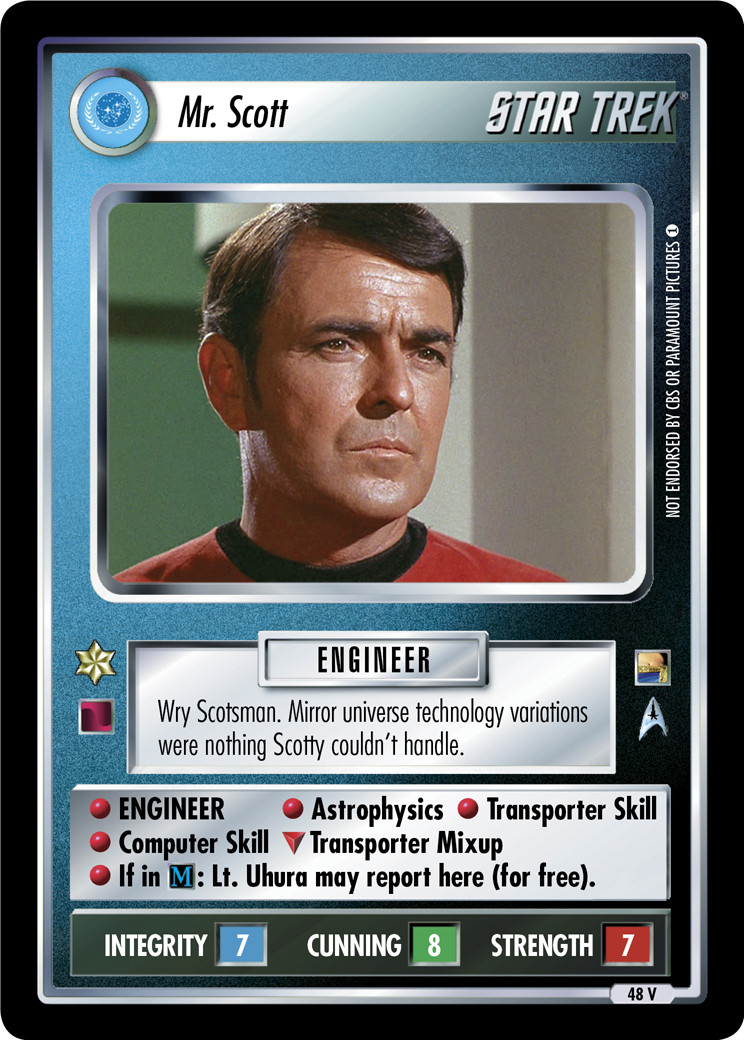 Mr. Scott
STAR TREK®
NOT ENDORSED BY CBS OR PARAMOUNT PICTURES 1
ENGINEER
Wry Scotsman. Mirror universe technology variations
were nothing Scotty couldn't handle.
ENGINEER Astrophysics Transporter Skill
Computer Skill Transporter Mixup
If in M: Lt. Uhura may report here (for free).
INTEGRITY 7 CUNNING 8 STRENGTH 7
48 V